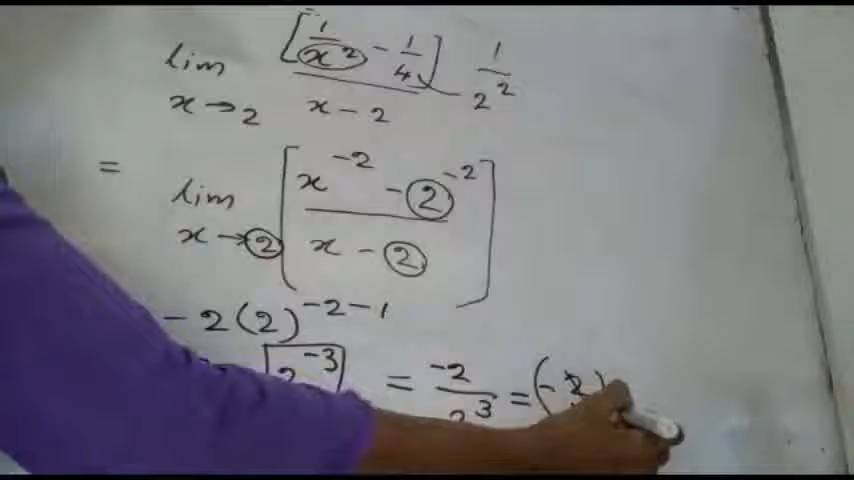 lim x→2 [1/x² - 1/4] / x - 2 1/2²
= lim x→2 [x⁻² - 2⁻² / x - 2]
- 2 (2)⁻²⁻¹
2⁻³ = -2/2³ = (-2